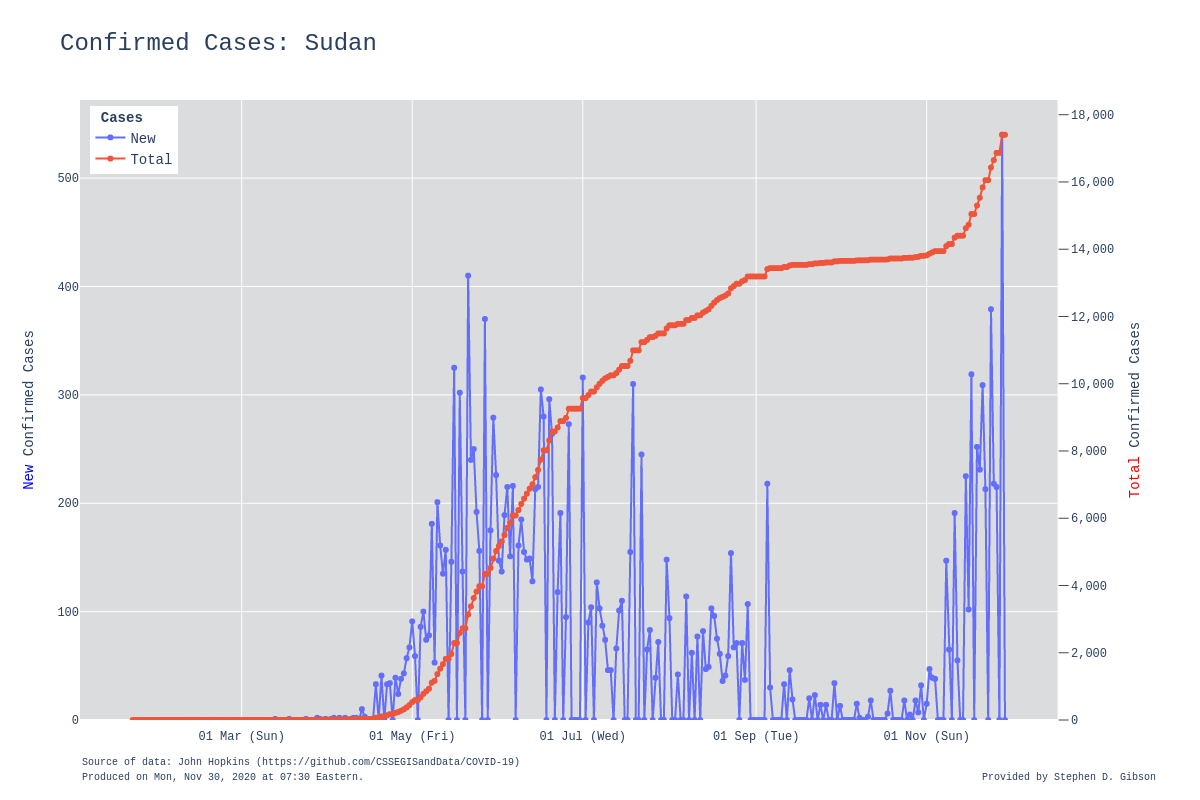 Confirmed Cases: Sudan
Cases
New
Total
500
400
300
200
100
0
18,000
16,000
14,000
12,000
10,000
8,000
6,000
4,000
2,000
0
New Confirmed Cases
Total Confirmed Cases
01 Mar (Sun)
01 May (Fri)
01 Jul (Wed)
01 Sep (Tue)
01 Nov (Sun)
Source of data: John Hopkins (https://github.com/CSSEGISandData/COVID-19)
Produced on Mon, Nov 30, 2020 at 07:30 Eastern.
Provided by Stephen D. Gibson